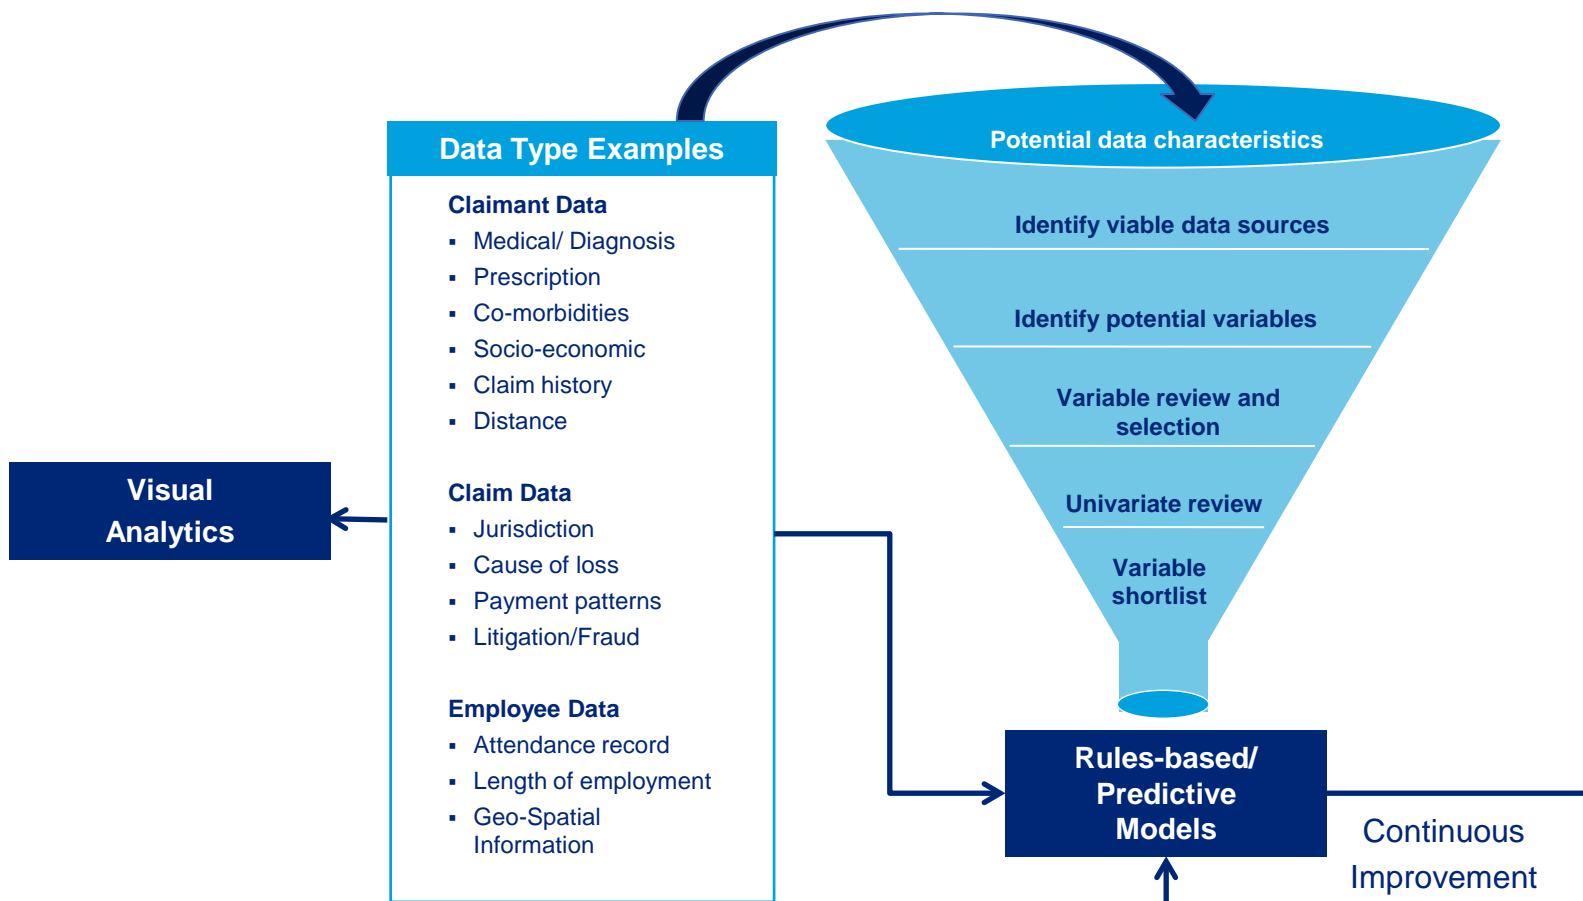 Data Type Examples
Claimant Data
▪ Medical/ Diagnosis
▪ Prescription
▪ Co-morbidities
▪ Socio-economic
▪ Claim history
▪ Distance
Claim Data
▪ Jurisdiction
▪ Cause of loss
▪ Payment patterns
▪ Litigation/Fraud
Employee Data
▪ Attendance record
▪ Length of employment
▪ Geo-Spatial
Information
Visual
Analytics
Potential data characteristics
Identify viable data sources
Identify potential variables
Variable review and
selection
Univariate review
Variable
shortlist
Rules-based/
Predictive
Models
Continuous
Improvement